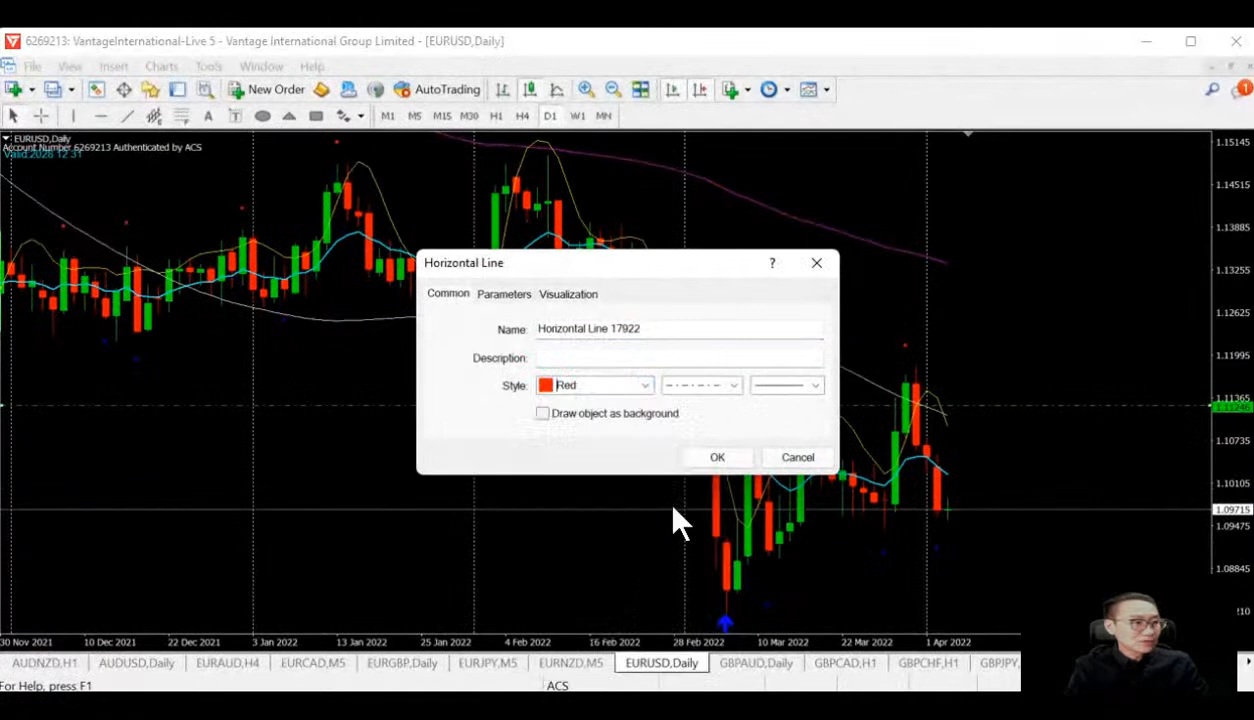 6269213: VantageInternational-Live 5 - Vantage International Group Limited - [EURUSD,Daily]
File View Insert Charts Tools Window Help
New Order AutoTrading
M1 M5 M15 M30 H1 H4 D1 W1 MN
EURUSD,Daily
Account Number 6269213 Authenticated by ACS
Valid:2028 12 31
1.15145
1.14515
1.13885
1.13255
1.12625
1.11995
1.11365
1.11246
1.10735
1.10105
1.09715
1.09475
1.08845
Horizontal Line
Common Parameters Visualization
Name: Horizontal Line 17922
Description:
Style: Red
Draw object as background
OK Cancel
30 Nov 2021 10 Dec 2021 22 Dec 2021 3 Jan 2022 13 Jan 2022 25 Jan 2022 4 Feb 2022 16 Feb 2022 28 Feb 2022 10 Mar 2022 22 Mar 2022 1 Apr 2022
AUDNZD,H1 AUDUSD,Daily EURAUD,H4 EURCAD,M5 EURGBP,Daily EURJPY,M5 EURNZD,M5 EURUSD,Daily GBPAUD,Daily GBPCAD,H1 GBPCHF,H1 GBPJPY,
For Help, press F1 ACS